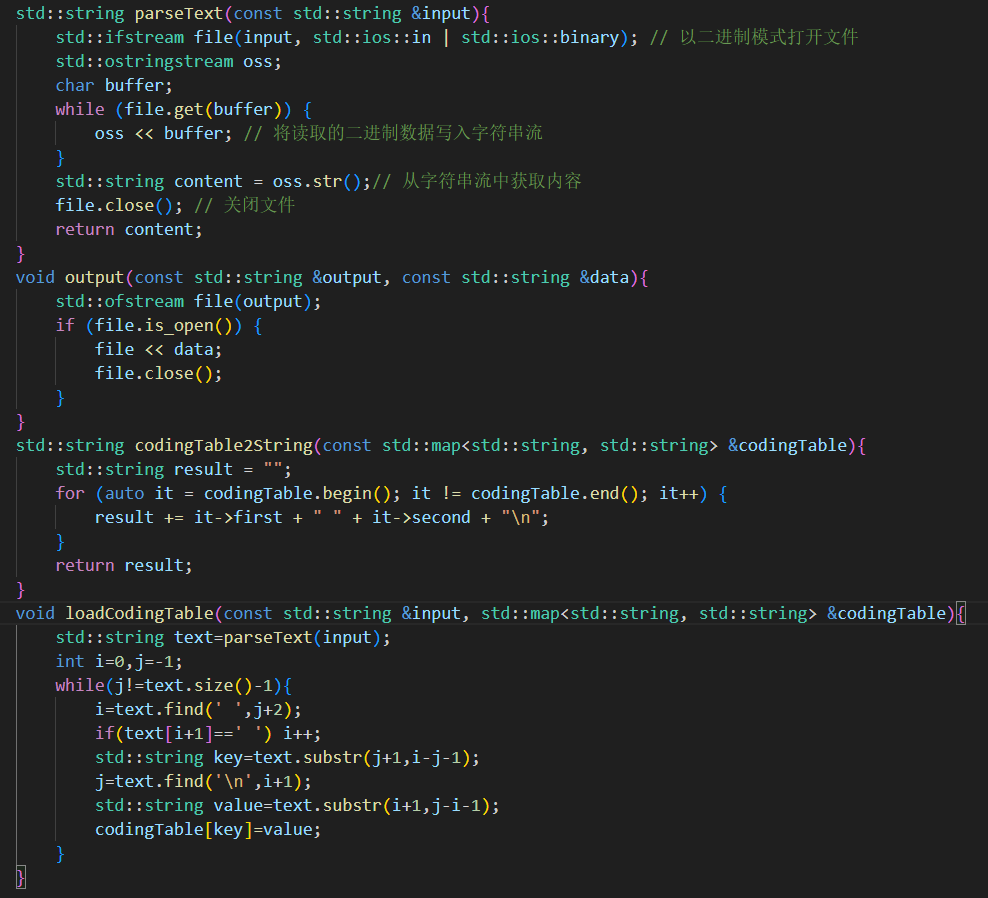 std::string parseText(const std::string &input){
    std::ifstream file(input, std::ios::in | std::ios::binary); // 以二进制模式打开文件
    std::ostringstream oss;
    char buffer;
    while (file.get(buffer)) {
        oss << buffer; // 将读取的二进制数据写入字符串流
    }
    std::string content = oss.str();// 从字符串流中获取内容
    file.close(); // 关闭文件
    return content;
}
void output(const std::string &output, const std::string &data){
    std::ofstream file(output);
    if (file.is_open()) {
        file << data;
        file.close();
    }
}
std::string codingTable2String(const std::map<std::string, std::string> &codingTable){
    std::string result = "";
    for (auto it = codingTable.begin(); it != codingTable.end(); it++) {
        result += it->first + " " + it->second + "\n";
    }
    return result;
}
void loadCodingTable(const std::string &input, std::map<std::string, std::string> &codingTable){
    std::string text=parseText(input);
    int i=0,j=-1;
    while(j!=text.size()-1){
        i=text.find(' ',j+2);
        if(text[i+1]==' ') i++;
        std::string key=text.substr(j+1,i-j-1);
        j=text.find('\n',i+1);
        std::string value=text.substr(i+1,j-i-1);
        codingTable[key]=value;
    }
}